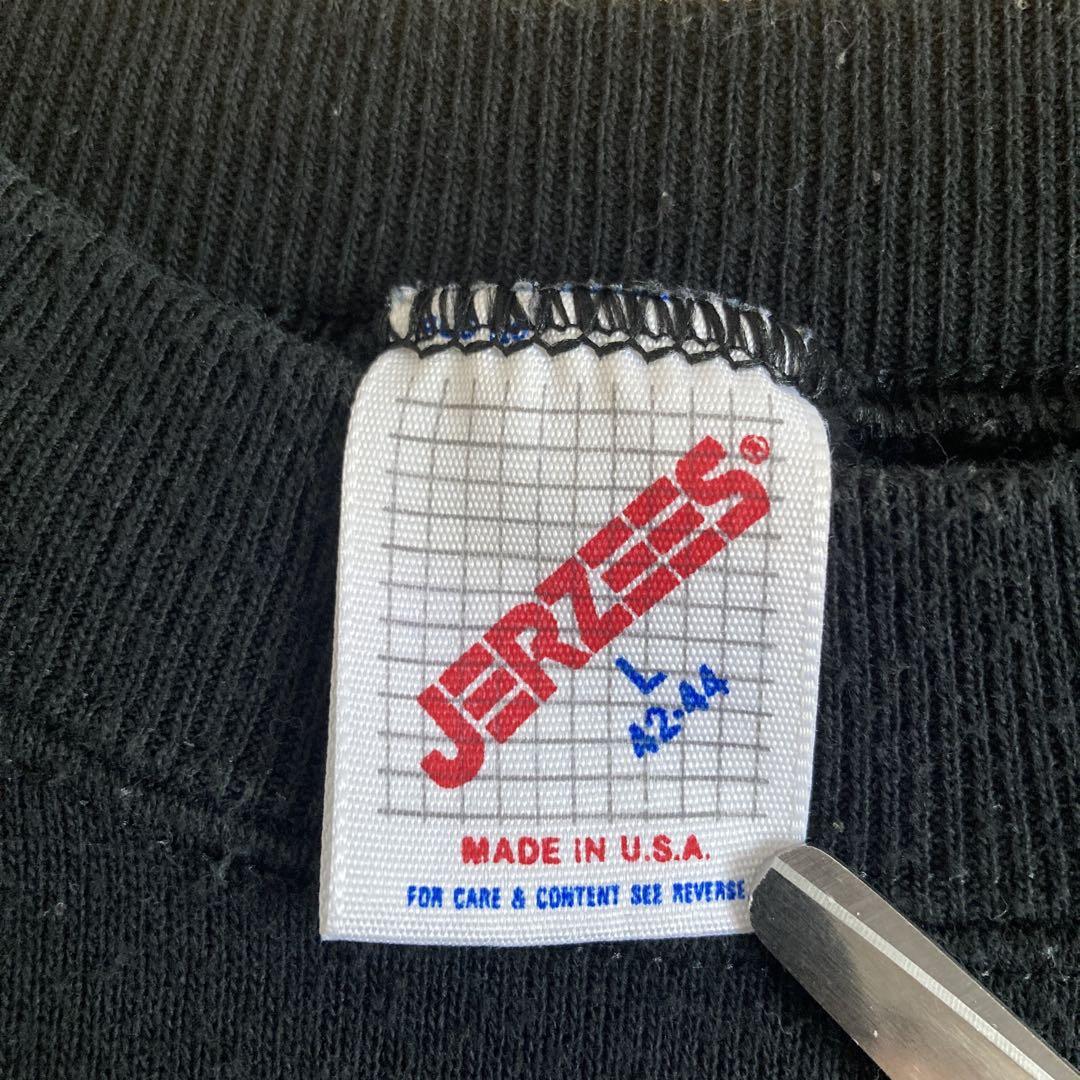 JERZEES®
L
42-44
MADE IN U.S.A.
FOR CARE & CONTENT SEE REVERSE